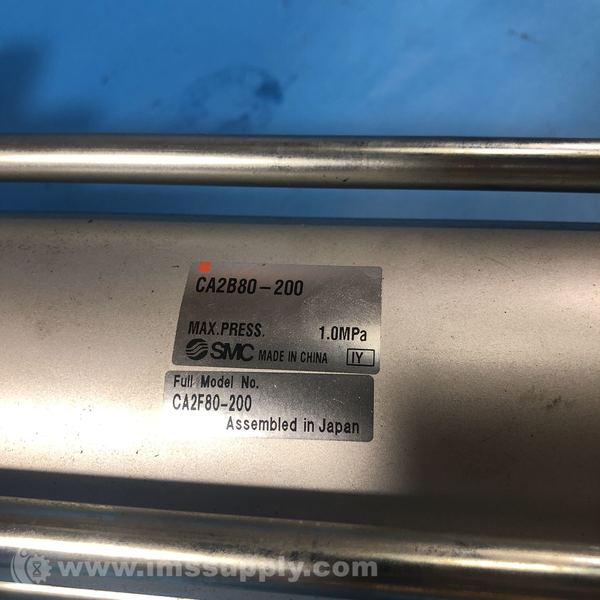 CA2B80-200
MAX.PRESS. 1.0MPa
SMC MADE IN CHINA IY
Full Model No.
CA2F80-200
Assembled in Japan
www.imssupply.com